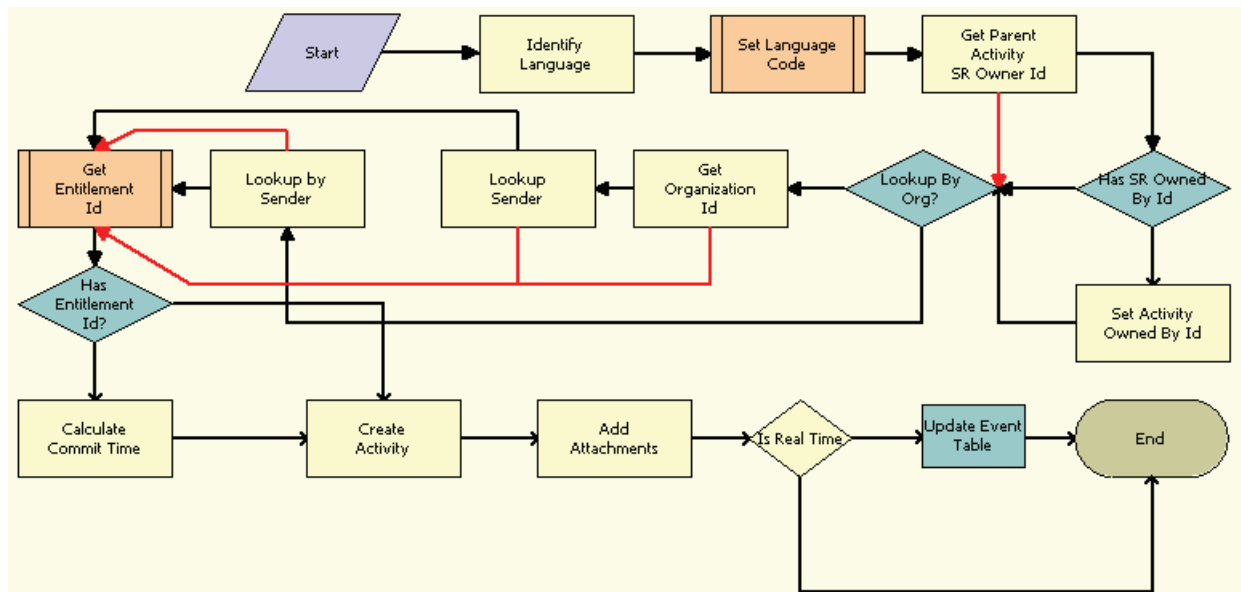 Start
Identify
Language
Set Language
Code
Get Parent
Activity
SR Owner Id
Get
Entitlement
Id
Lookup by
Sender
Lookup
Sender
Get
Organization
Id
Lookup By
Org?
Has SR Owned
By Id
Has
Entitlement
Id?
Set Activity
Owned By Id
Calculate
Commit Time
Create
Activity
Add
Attachments
Is Real Time
Update Event
Table
End